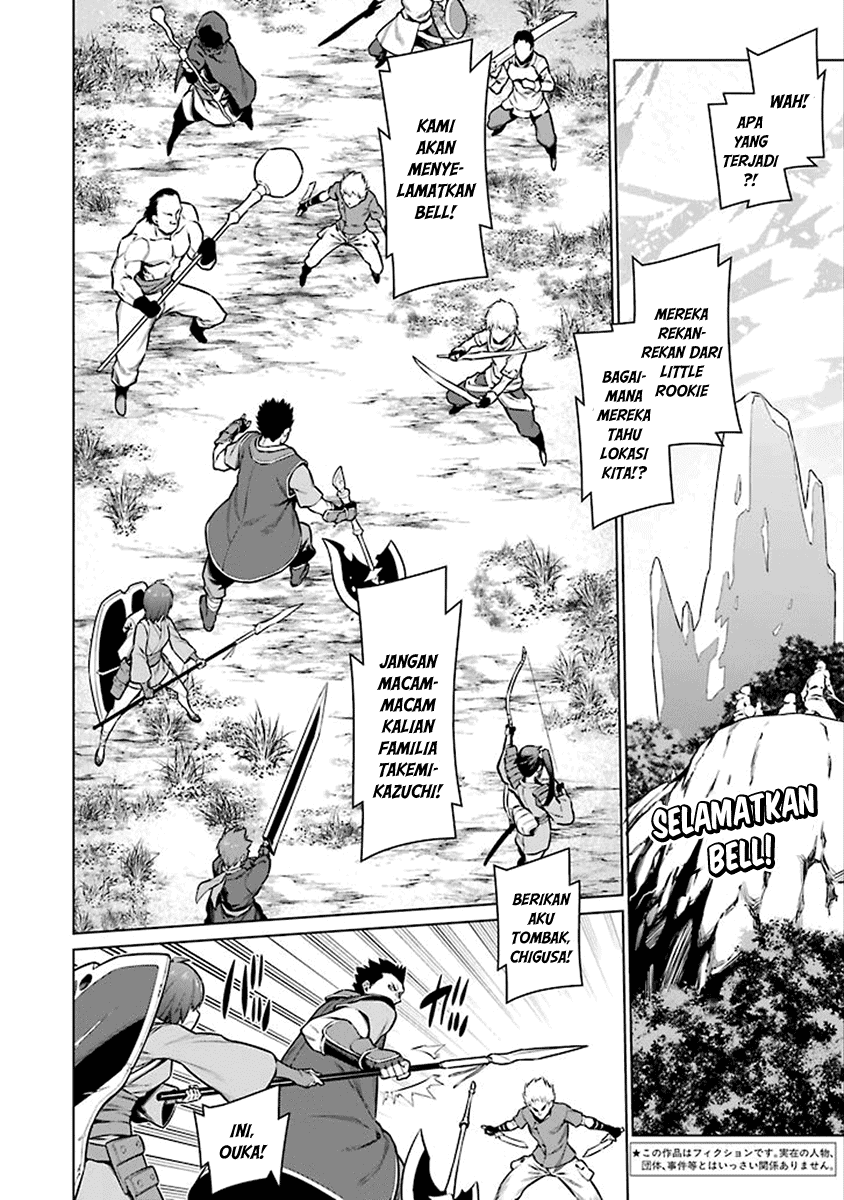 WAH!
APA
YANG
TERJADI
?!
MEREKA
REKAN-
REKAN DARI
LITTLE
ROOKIE
BAGAI-
MANA
MEREKA
TAHU
LOKASI
KITA!?
SELAMATKAN
BELL!
★この作品はフィクションです。実在の人物、
団体、事件等とはいっさい関係ありません。
KAMI
AKAN
MENYE-
LAMATKAN
BELL!
JANGAN
MACAM-
MACAM
KALIAN
FAMILIA
TAKEMI-
KAZUCHI!
BERIKAN
AKU
TOMBAK,
CHIGUSA!
INI,
OUKA!